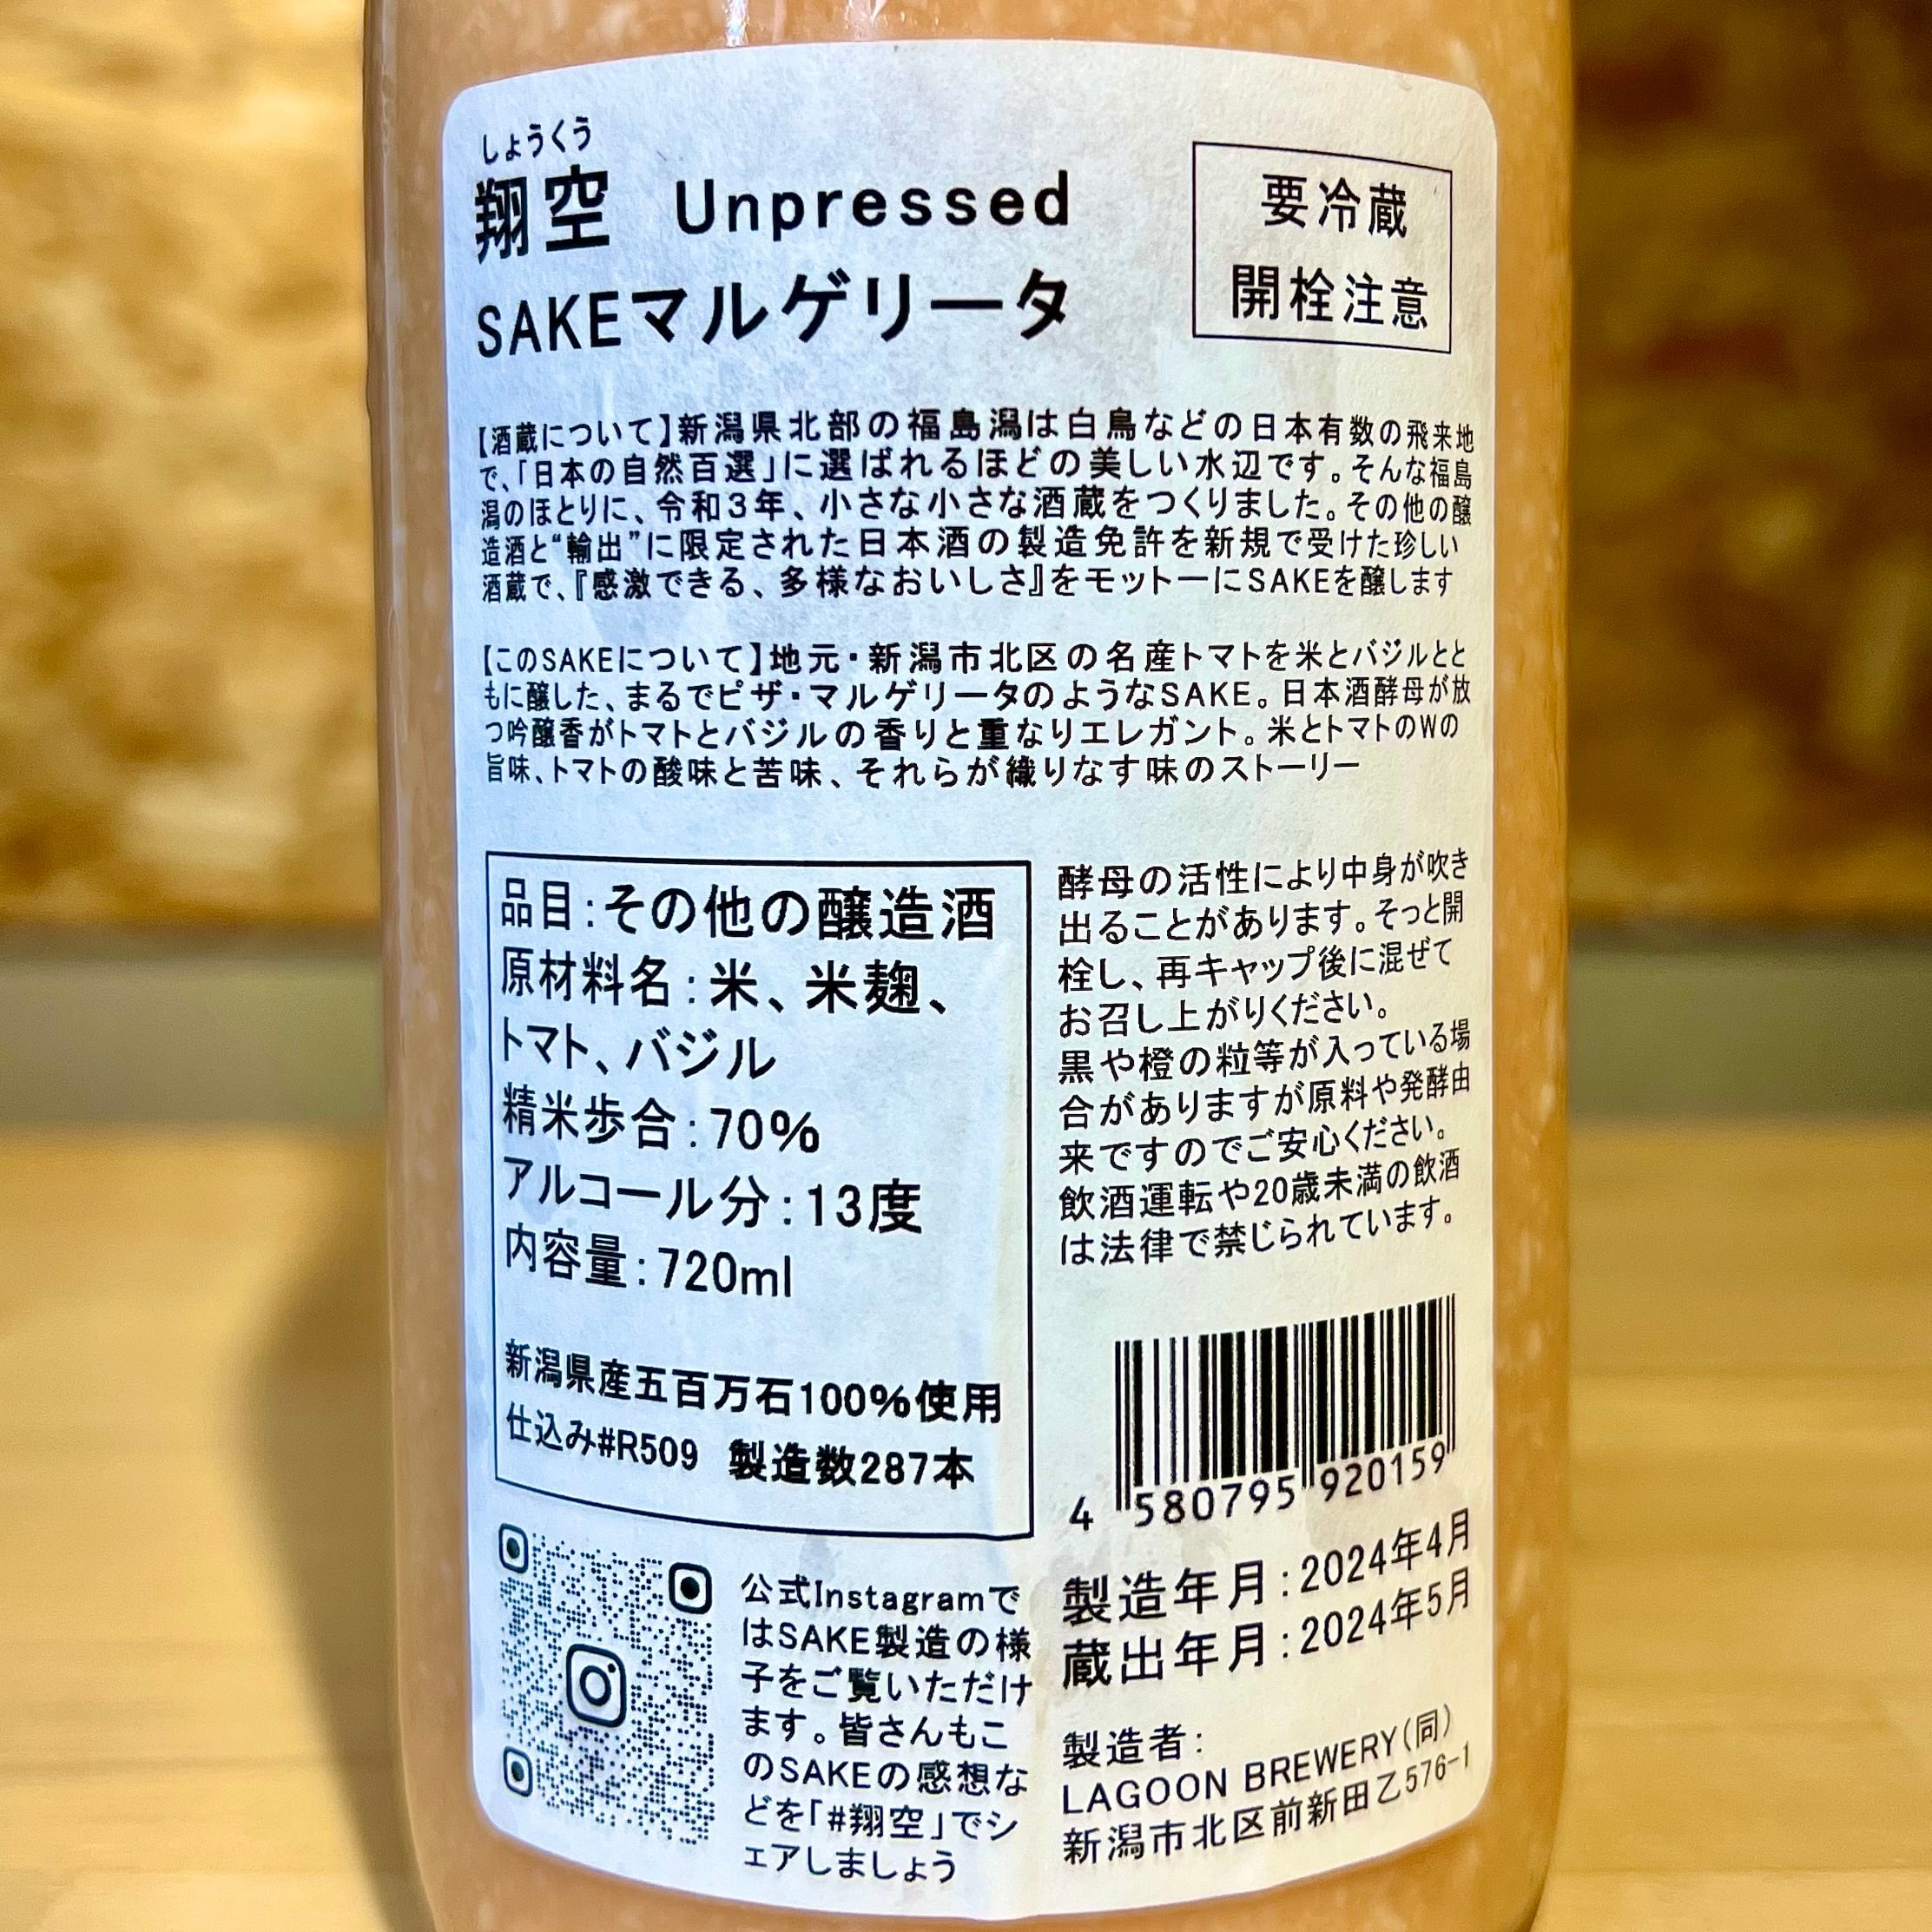 しょうくう
翔空 Unpressed
SAKEマルゲリータ
要冷蔵
開栓注意
【酒蔵について】新潟県北部の福島潟は白鳥などの日本有数の飛来地
で、「日本の自然百選」に選ばれるほどの美しい水辺です。そんな福島
潟のほとりに、令和3年、小さな小さな酒蔵をつくりました。その他の醸
造酒と“輸出”に限定された日本酒の製造免許を新規で受けた珍しい
酒蔵で、『感激できる、多様なおいしさ』をモットーにSAKEを醸します
【このSAKEについて】地元・新潟市北区の名産トマトを米とバジルとと
もに醸した、まるでピザ・マルゲリータのようなSAKE。日本酒酵母が放
つ吟醸香がトマトとバジルの香りと重なりエレガント。米とトマトのWの
旨味、トマトの酸味と苦味、それらが織りなす味のストーリー
品目:その他の醸造酒
原材料名:米、米麹、
トマト、バジル
精米歩合:70%
アルコール分:13度
内容量:720ml
新潟県産五百万石100%使用
仕込み#R509 製造数287本
酵母の活性により中身が吹き
出ることがあります。そっと開
栓し、再キャップ後に混ぜて
お召し上がりください。
黒や橙の粒等が入っている場
合がありますが原料や発酵由
来ですのでご安心ください。
飲酒運転や20歳未満の飲酒
は法律で禁じられています。
4 580795 920159
公式Instagramで
はSAKE製造の様
子をご覧いただけ
ます。皆さんもこ
のSAKEの感想な
どを「#翔空」でシ
ェアしましょう
製造年月:2024年4月
蔵出年月:2024年5月
製造者:
LAGOON BREWERY(同)
新潟市北区前新田乙576-1